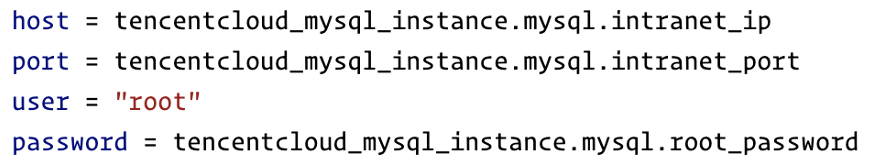 host = tencentcloud_mysql_instance.mysql.intranet_ip
port = tencentcloud_mysql_instance.mysql.intranet_port
user = "root"
password = tencentcloud_mysql_instance.mysql.root_password